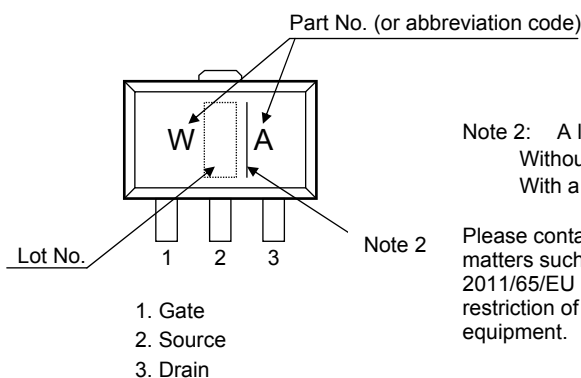 Part No. (or abbreviation code)
W A
Lot No.
1 2 3
Note 2
1. Gate
2. Source
3. Drain
Note 2: A
Withou
With a
Please conta
matters such
2011/65/EU
restriction of
equipment.